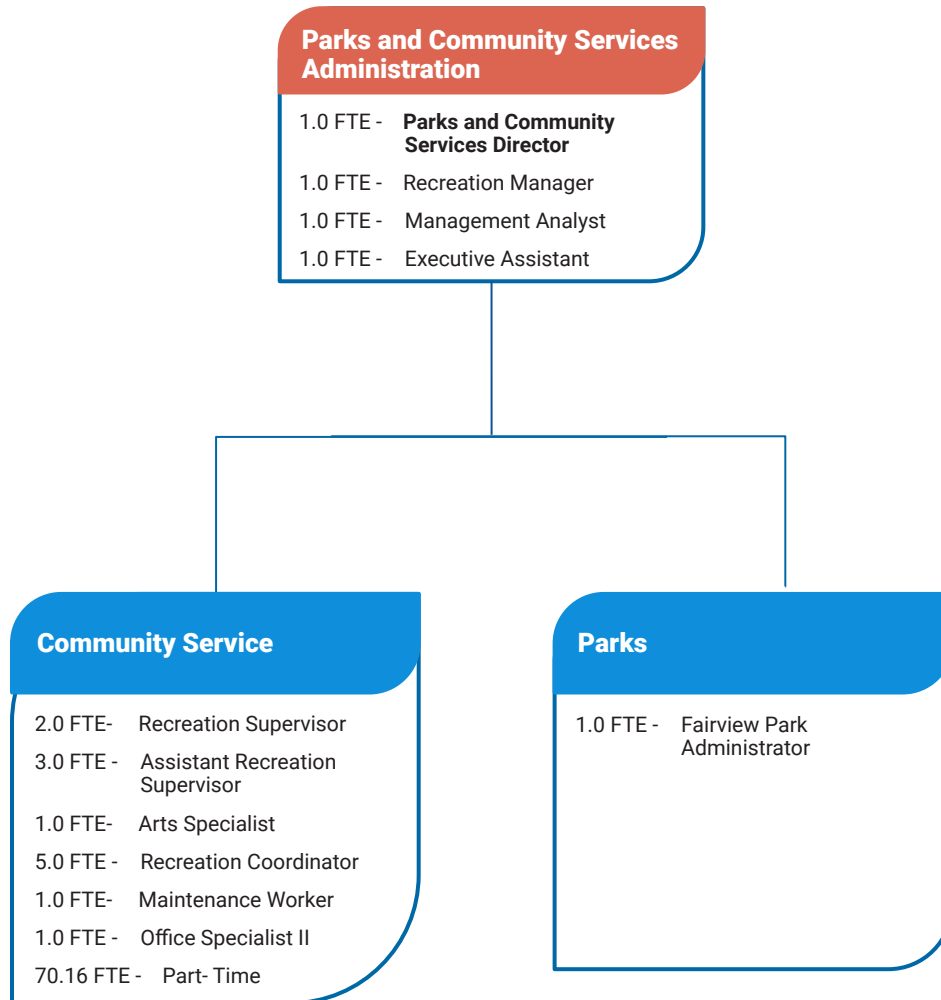 Parks and Community Services
Administration
1.0 FTE - Parks and Community
Services Director
1.0 FTE - Recreation Manager
1.0 FTE - Management Analyst
1.0 FTE - Executive Assistant
Community Service
2.0 FTE- Recreation Supervisor
3.0 FTE - Assistant Recreation
Supervisor
1.0 FTE- Arts Specialist
5.0 FTE - Recreation Coordinator
1.0 FTE- Maintenance Worker
1.0 FTE - Office Specialist II
70.16 FTE - Part- Time
Parks
1.0 FTE - Fairview Park
Administrator